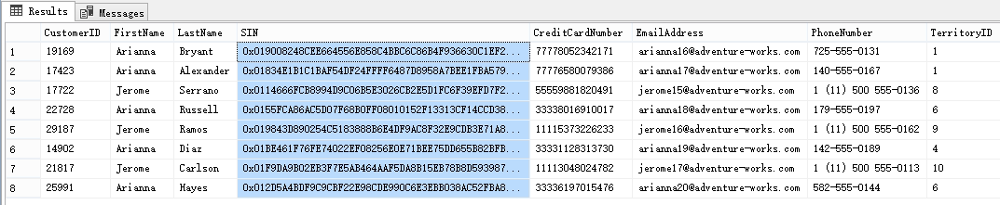 Results Messages
CustomerID FirstName LastName SIN CreditCardNumber EmailAddress PhoneNumber TerritoryID
1 19169 Arianna Bryant 0x019008248CEE664556E858C4BBC6C86B4F936630C1EF2... 77778052342171 arianna16@adventure-works.com 725-555-0131 1
2 17423 Arianna Alexander 0x01834E1B1C1BAF54DF24FFFF6487D8958A7BEE1FBA579... 77776580079386 arianna17@adventure-works.com 140-555-0167 1
3 17722 Jerome Serrano 0x0114666FCB8994D9C06B5E3026CB2E5D1FC6F39EFD7F2... 55559881820491 jerome15@adventure-works.com 1 (11) 500 555-0136 8
4 22728 Arianna Russell 0x0155FCA86AC5D07F68B0FF08010152F13313CF14CCD38... 33338016910017 arianna18@adventure-works.com 179-555-0197 6
5 29187 Jerome Ramos 0x019843D890254C5183888B6E4DF9AC8F32E9CDB3E71A8... 11115373226233 jerome16@adventure-works.com 1 (11) 500 555-0162 9
6 14902 Arianna Diaz 0x01BE461F76FE74022EF08256E0E71BEE75DD655B82BFB... 33331128313730 arianna19@adventure-works.com 142-555-0189 4
7 21817 Jerome Carlson 0x01F9DA9B02EB3F7E5AB464AAF5DA8B15EB78B8D593987... 11113048024782 jerome17@adventure-works.com 1 (11) 500 555-0113 10
8 25991 Arianna Hayes 0x012D5A4BDF9C9CBF22E98CDE990C6E3EBB038AC52FBA8... 33336197015476 arianna20@adventure-works.com 582-555-0144 6